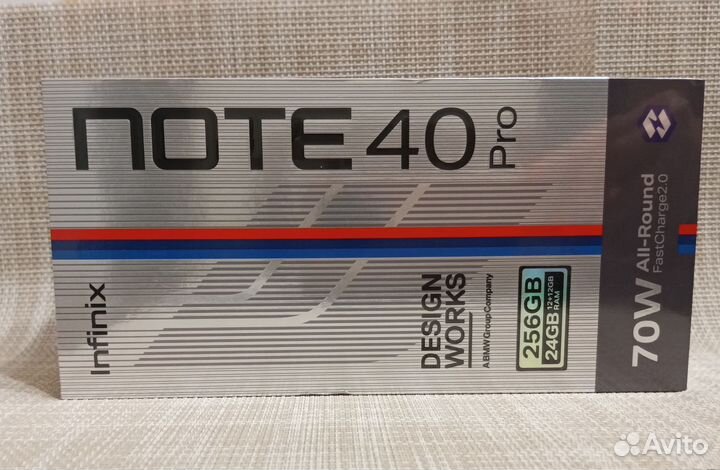 NOTE 40 Pro
Infinix
DESIGN
WORKS
A BMW Group Company
256GB
24GB 12+12GB
RAM
70W All-Round
FastCharge2.0
Avito